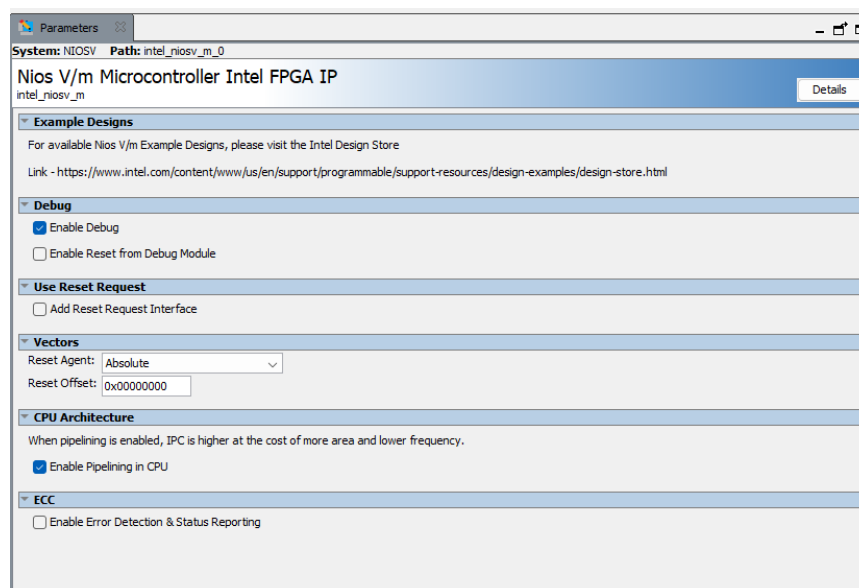 Parameters
System: NIOSV Path: intel_niosv_m_0
Nios V/m Microcontroller Intel FPGA IP
intel_niosv_m
Details
Example Designs
For available Nios V/m Example Designs, please visit the Intel Design Store
Link - https://www.intel.com/content/www/us/en/support/programmable/support-resources/design-examples/design-store.html
Debug
Enable Debug
Enable Reset from Debug Module
Use Reset Request
Add Reset Request Interface
Vectors
Reset Agent: Absolute
Reset Offset: 0x00000000
CPU Architecture
When pipelining is enabled, IPC is higher at the cost of more area and lower frequency.
Enable Pipelining in CPU
ECC
Enable Error Detection & Status Reporting